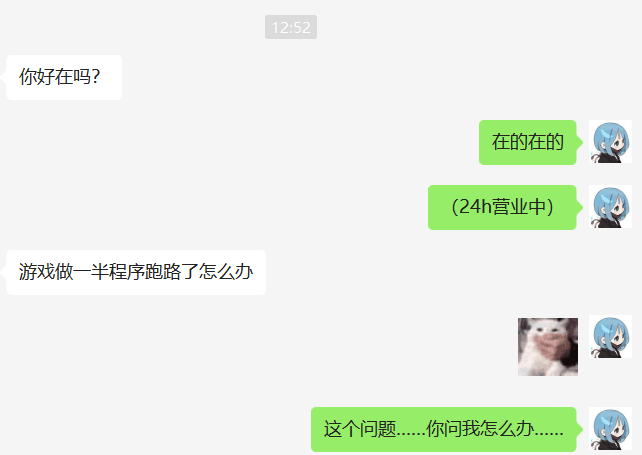 12:52
你好在吗？
在的在的
（24h营业中）
游戏做一半程序跑路了怎么办
这个问题......你问我怎么办......